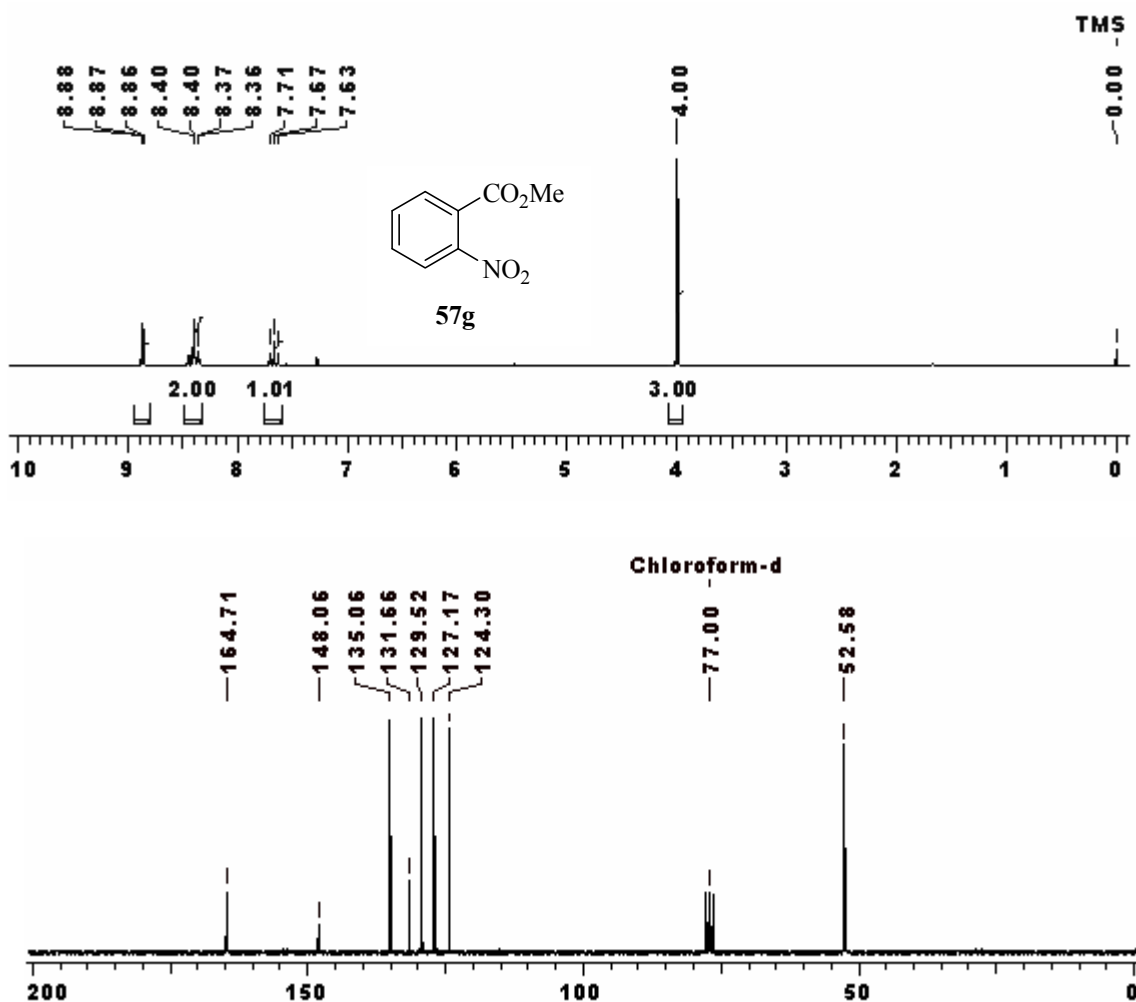 TMS
8.88 8.87 8.86 8.40 8.40 8.37 8.36 7.71 7.67 7.63 4.00 0.00
CO2Me
NO2
57g
2.00 1.01 3.00
10 9 8 7 6 5 4 3 2 1 0
Chloroform-d
164.71 148.06 135.06 131.66 129.52 127.17 124.30 77.00 52.58
200 150 100 50 0